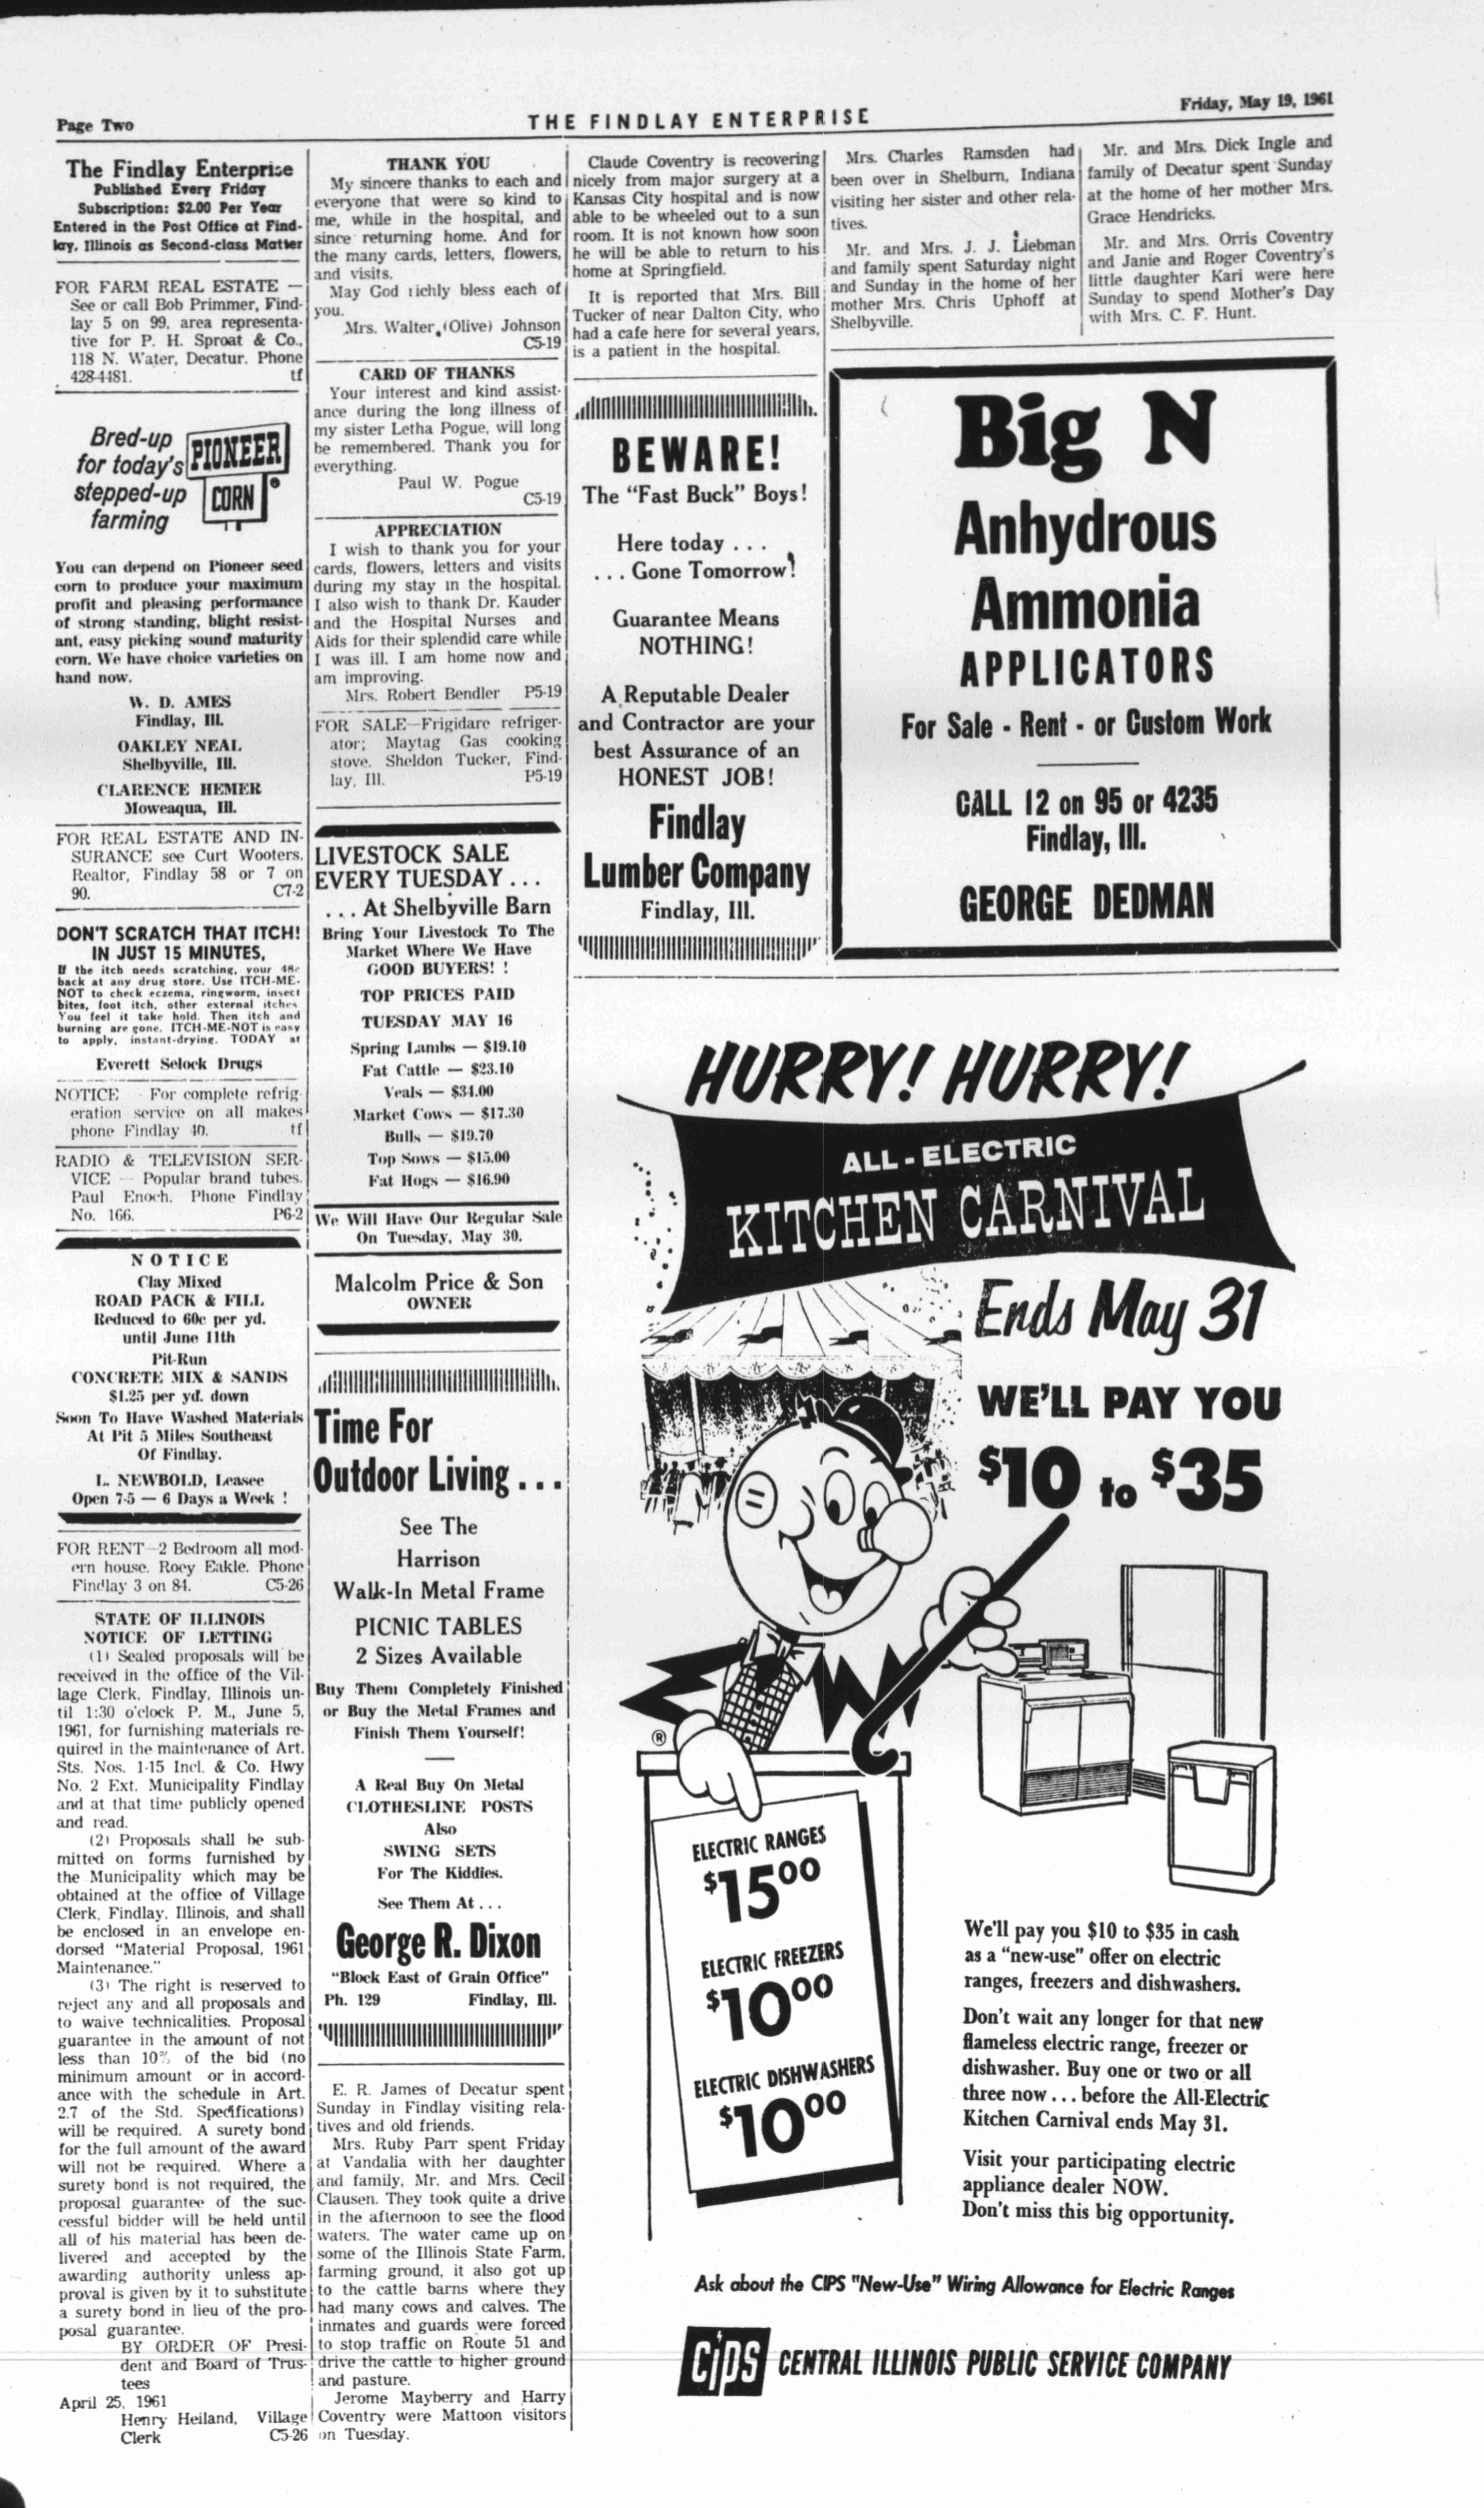 Page Two
THE FINDLAY ENTERPRISE
Friday, May 19, 1961
The Findlay Enterprise
Published Every Friday
Subscription: $2.00 Per Year
Entered in the Post Office at Find-
lay, Illinois as Second-class Matter
FOR FARM REAL ESTATE —
See or call Bob Primmer, Find-
lay 5 on 99, area representa-
tive for P. H. Sproat & Co.,
118 N. Water, Decatur. Phone
428-4481. tf
Bred-up
for today's
stepped-up
farming
PIONEER
CORN
You can depend on Pioneer seed
corn to produce your maximum
profit and pleasing performance
of strong standing, blight resist-
ant, easy picking sound maturity
corn. We have choice varieties on
hand now.
W. D. AMES
Findlay, Ill.
OAKLEY NEAL
Shelbyville, Ill.
CLARENCE HEMER
Moweaqua, Ill.
FOR REAL ESTATE AND IN-
SURANCE see Curt Wooters,
Realtor, Findlay 58 or 7 on
90. C7-2
DON'T SCRATCH THAT ITCH!
IN JUST 15 MINUTES,
If the itch needs scratching, your 48c
back at any drug store. Use ITCH-ME-
NOT to check eczema, ringworm, insect
bites, foot itch, other external itches
You feel it take hold. Then itch and
burning are gone. ITCH-ME-NOT is easy
to apply, instant-drying. TODAY at
Everett Selock Drugs
NOTICE - For complete refrig-
eration service on all makes
phone Findlay 40. tf
RADIO & TELEVISION SER-
VICE -- Popular brand tubes.
Paul Enoch. Phone Findlay
No. 166. P6-2
NOTICE
Clay Mixed
ROAD PACK & FILL
Reduced to 60c per yd.
until June 11th
Pit-Run
CONCRETE MIX & SANDS
$1.25 per yd. down
Soon To Have Washed Materials
At Pit 5 Miles Southeast
Of Findlay.
L. NEWBOLD, Leasee
Open 7-5 — 6 Days a Week !
FOR RENT—2 Bedroom all mod-
ern house. Roey Eakle. Phone
Findlay 3 on 84. C5-26
STATE OF ILLINOIS
NOTICE OF LETTING
(1) Sealed proposals will be
received in the office of the Vil-
lage Clerk, Findlay, Illinois un-
til 1:30 o'clock P. M., June 5,
1961, for furnishing materials re-
quired in the maintenance of Art.
Sts. Nos. 1-15 Incl. & Co. Hwy
No. 2 Ext. Municipality Findlay
and at that time publicly opened
and read.
(2) Proposals shall be sub-
mitted on forms furnished by
the Municipality which may be
obtained at the office of Village
Clerk, Findlay, Illinois, and shall
be enclosed in an envelope en-
dorsed "Material Proposal, 1961
Maintenance."
(3) The right is reserved to
reject any and all proposals and
to waive technicalities. Proposal
guarantee in the amount of not
less than 10% of the bid (no
minimum amount or in accord-
ance with the schedule in Art.
2.7 of the Std. Specifications)
will be required. A surety bond
for the full amount of the award
will not be required. Where a
surety bond is not required, the
proposal guarantee of the suc-
cessful bidder will be held until
all of his material has been de-
livered and accepted by the
awarding authority unless ap-
proval is given by it to substitute
a surety bond in lieu of the pro-
posal guarantee.
BY ORDER OF Presi-
dent and Board of Trus-
tees
April 25, 1961
Henry Heiland, Village
Clerk C5-26
THANK YOU
My sincere thanks to each and
everyone that were so kind to
me, while in the hospital, and
since returning home. And for
the many cards, letters, flowers,
and visits.
May God richly bless each of
you.
Mrs. Walter (Olive) Johnson
C5-19
CARD OF THANKS
Your interest and kind assist-
ance during the long illness of
my sister Letha Pogue, will long
be remembered. Thank you for
everything.
Paul W. Pogue
C5-19
APPRECIATION
I wish to thank you for your
cards, flowers, letters and visits
during my stay in the hospital.
I also wish to thank Dr. Kauder
and the Hospital Nurses and
Aids for their splendid care while
I was ill. I am home now and
am improving.
Mrs. Robert Bendler P5-19
FOR SALE—Frigidare refriger-
ator; Maytag Gas cooking
stove. Sheldon Tucker, Find-
lay, Ill. P5-19
LIVESTOCK SALE
EVERY TUESDAY ...
... At Shelbyville Barn
Bring Your Livestock To The
Market Where We Have
GOOD BUYERS! !
TOP PRICES PAID
TUESDAY MAY 16
Spring Lambs — $19.10
Fat Cattle — $23.10
Veals — $34.00
Market Cows — $17.30
Bulls — $19.70
Top Sows — $15.00
Fat Hogs — $16.90
We Will Have Our Regular Sale
On Tuesday, May 30.
Malcolm Price & Son
OWNER
Time For
Outdoor Living ...
See The
Harrison
Walk-In Metal Frame
PICNIC TABLES
2 Sizes Available
Buy Them Completely Finished
or Buy the Metal Frames and
Finish Them Yourself!
A Real Buy On Metal
CLOTHESLINE POSTS
Also
SWING SETS
For The Kiddies.
See Them At ...
George R. Dixon
"Block East of Grain Office"
Ph. 129 Findlay, Ill.
E. R. James of Decatur spent
Sunday in Findlay visiting rela-
tives and old friends.
Mrs. Ruby Parr spent Friday
at Vandalia with her daughter
and family, Mr. and Mrs. Cecil
Clausen. They took quite a drive
in the afternoon to see the flood
waters. The water came up on
some of the Illinois State Farm,
farming ground, it also got up
to the cattle barns where they
had many cows and calves. The
inmates and guards were forced
to stop traffic on Route 51 and
drive the cattle to higher ground
and pasture.
Jerome Mayberry and Harry
Coventry were Mattoon visitors
on Tuesday.
Claude Coventry is recovering
nicely from major surgery at a
Kansas City hospital and is now
able to be wheeled out to a sun
room. It is not known how soon
he will be able to return to his
home at Springfield.
It is reported that Mrs. Bill
Tucker of near Dalton City, who
had a cafe here for several years,
is a patient in the hospital.
BEWARE!
The "Fast Buck" Boys!
Here today ...
... Gone Tomorrow!
Guarantee Means
NOTHING!
A Reputable Dealer
and Contractor are your
best Assurance of an
HONEST JOB!
Findlay
Lumber Company
Findlay, Ill.
Mrs. Charles Ramsden had
been over in Shelburn, Indiana
visiting her sister and other rela-
tives.
Mr. and Mrs. J. J. Liebman
and family spent Saturday night
and Sunday in the home of her
mother Mrs. Chris Uphoff at
Shelbyville.
Mr. and Mrs. Dick Ingle and
family of Decatur spent Sunday
at the home of her mother Mrs.
Grace Hendricks.
Mr. and Mrs. Orris Coventry
and Janie and Roger Coventry's
little daughter Kari were here
Sunday to spend Mother's Day
with Mrs. C. F. Hunt.
Big N
Anhydrous
Ammonia
APPLICATORS
For Sale - Rent - or Custom Work
CALL 12 on 95 or 4235
Findlay, Ill.
GEORGE DEDMAN
HURRY! HURRY!
ALL-ELECTRIC
KITCHEN CARNIVAL
Ends May 31
WE'LL PAY YOU
$10 to $35
®
ELECTRIC RANGES
$15.00
ELECTRIC FREEZERS
$10.00
ELECTRIC DISHWASHERS
$10.00
We'll pay you $10 to $35 in cash
as a "new-use" offer on electric
ranges, freezers and dishwashers.
Don't wait any longer for that new
flameless electric range, freezer or
dishwasher. Buy one or two or all
three now ... before the All-Electric
Kitchen Carnival ends May 31.
Visit your participating electric
appliance dealer NOW.
Don't miss this big opportunity.
Ask about the CIPS "New-Use" Wiring Allowance for Electric Ranges
CIPS CENTRAL ILLINOIS PUBLIC SERVICE COMPANY